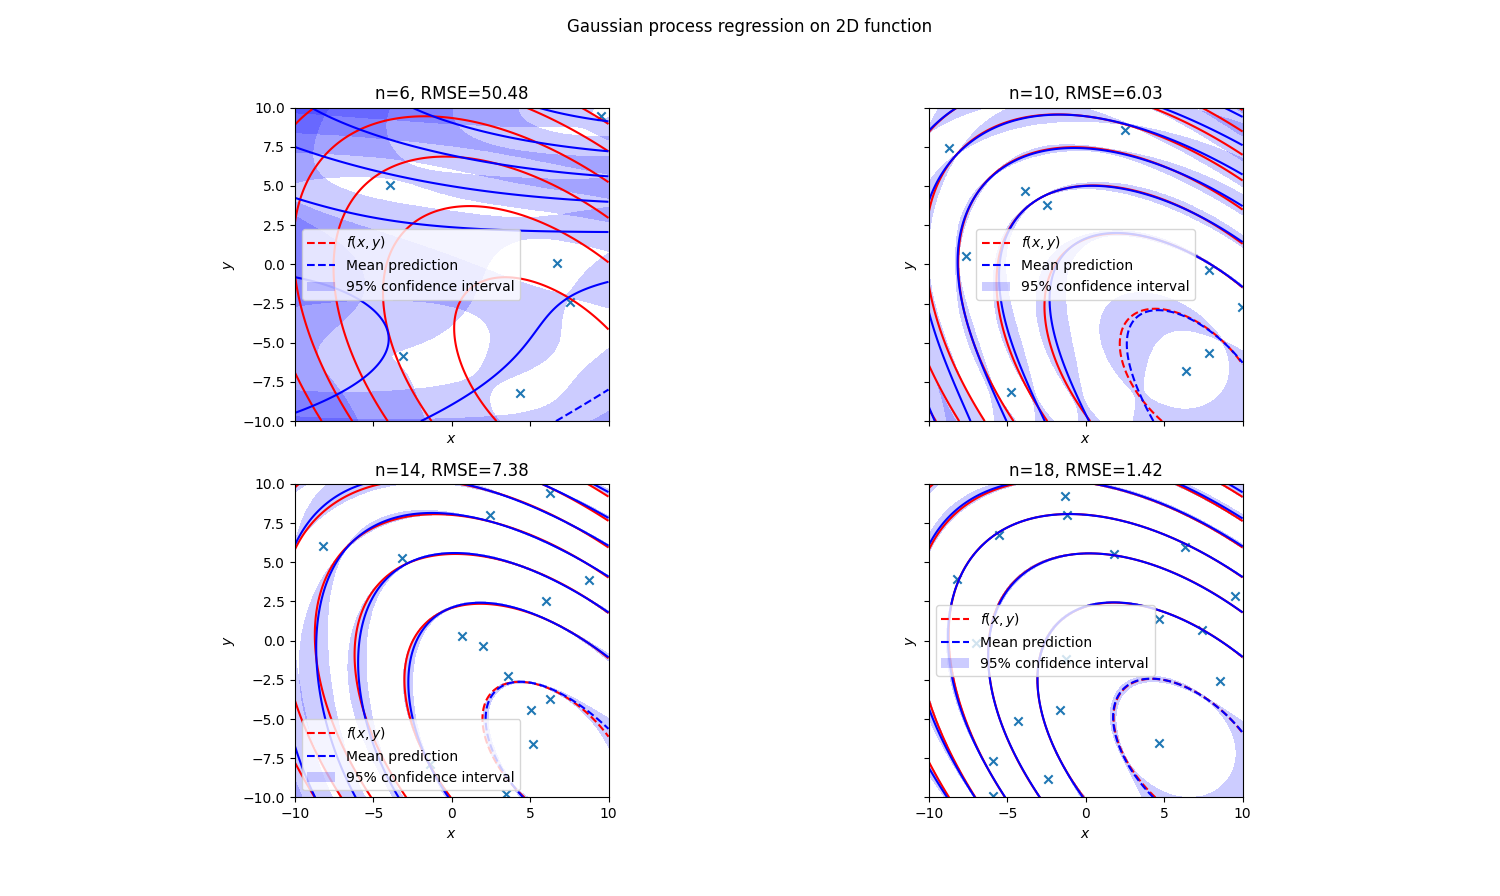 Gaussian process regression on 2D function
n=6, RMSE=50.48
10.0
7.5
5.0
2.5
0.0
−2.5
−5.0
−7.5
−10.0
y
f(x, y)
Mean prediction
95% confidence interval
x
n=10, RMSE=6.03
y
f(x, y)
Mean prediction
95% confidence interval
x
n=14, RMSE=7.38
10.0
7.5
5.0
2.5
0.0
−2.5
−5.0
−7.5
−10.0
y
f(x, y)
Mean prediction
95% confidence interval
−10 −5 0 5 10
x
n=18, RMSE=1.42
y
f(x, y)
Mean prediction
95% confidence interval
−10 −5 0 5 10
x